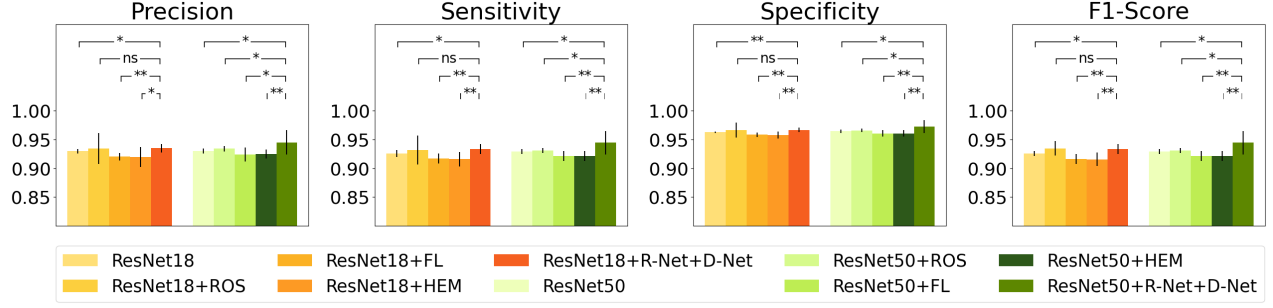 Precision Sensitivity Specificity F1-Score
* * * * ** * * *
ns * ns * ns * ns *
** * ** ** ** ** ** **
* ** ** ** ** ** ** **
1.00 1.00 1.00 1.00
0.95 0.95 0.95 0.95
0.90 0.90 0.90 0.90
0.85 0.85 0.85 0.85
ResNet18 ResNet18+FL ResNet18+R-Net+D-Net ResNet50+ROS ResNet50+HEM
ResNet18+ROS ResNet18+HEM ResNet50 ResNet50+FL ResNet50+R-Net+D-Net